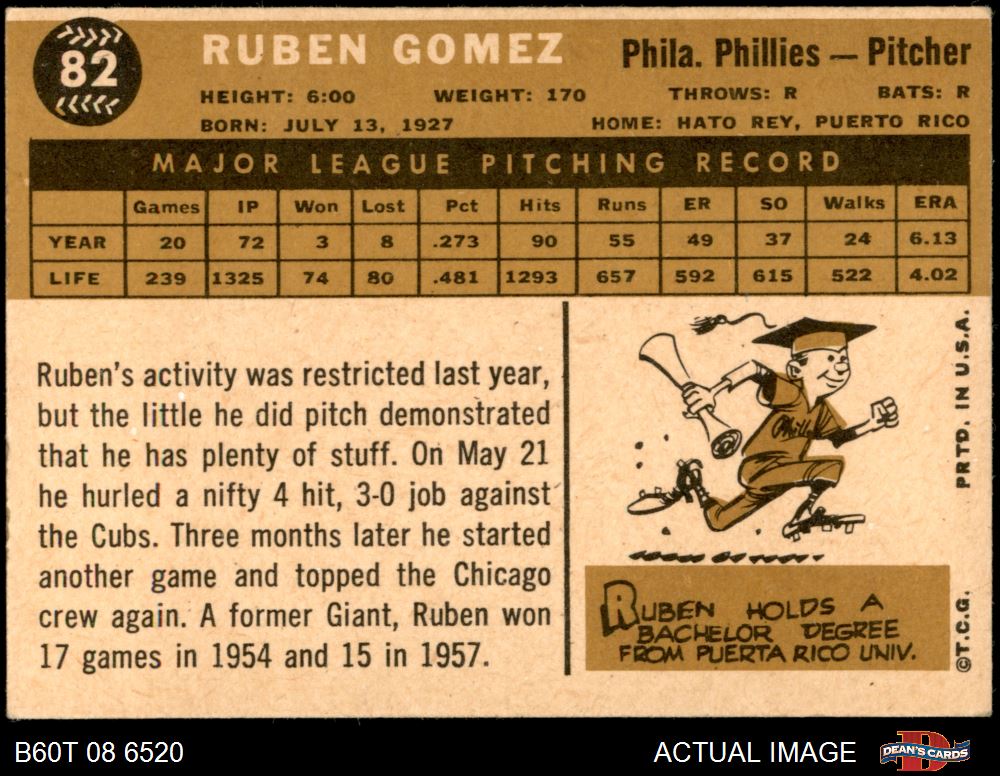 82
RUBEN GOMEZ
Phila. Phillies — Pitcher
HEIGHT: 6:00 WEIGHT: 170 THROWS: R BATS: R
BORN: JULY 13, 1927 HOME: HATO REY, PUERTO RICO
MAJOR LEAGUE PITCHING RECORD
Games IP Won Lost Pct Hits Runs ER SO Walks ERA
YEAR 20 72 3 8 .273 90 55 49 37 24 6.13
LIFE 239 1325 74 80 .481 1293 657 592 615 522 4.02
Ruben's activity was restricted last year,
but the little he did pitch demonstrated
that he has plenty of stuff. On May 21
he hurled a nifty 4 hit, 3-0 job against
the Cubs. Three months later he started
another game and topped the Chicago
crew again. A former Giant, Ruben won
17 games in 1954 and 15 in 1957.
Phills
RUBEN HOLDS A
BACHELOR DEGREE
FROM PUERTA RICO UNIV.
©T.C.G. PRTD. IN U.S.A.
B60T 08 6520
ACTUAL IMAGE
D
DEAN'S CARDS